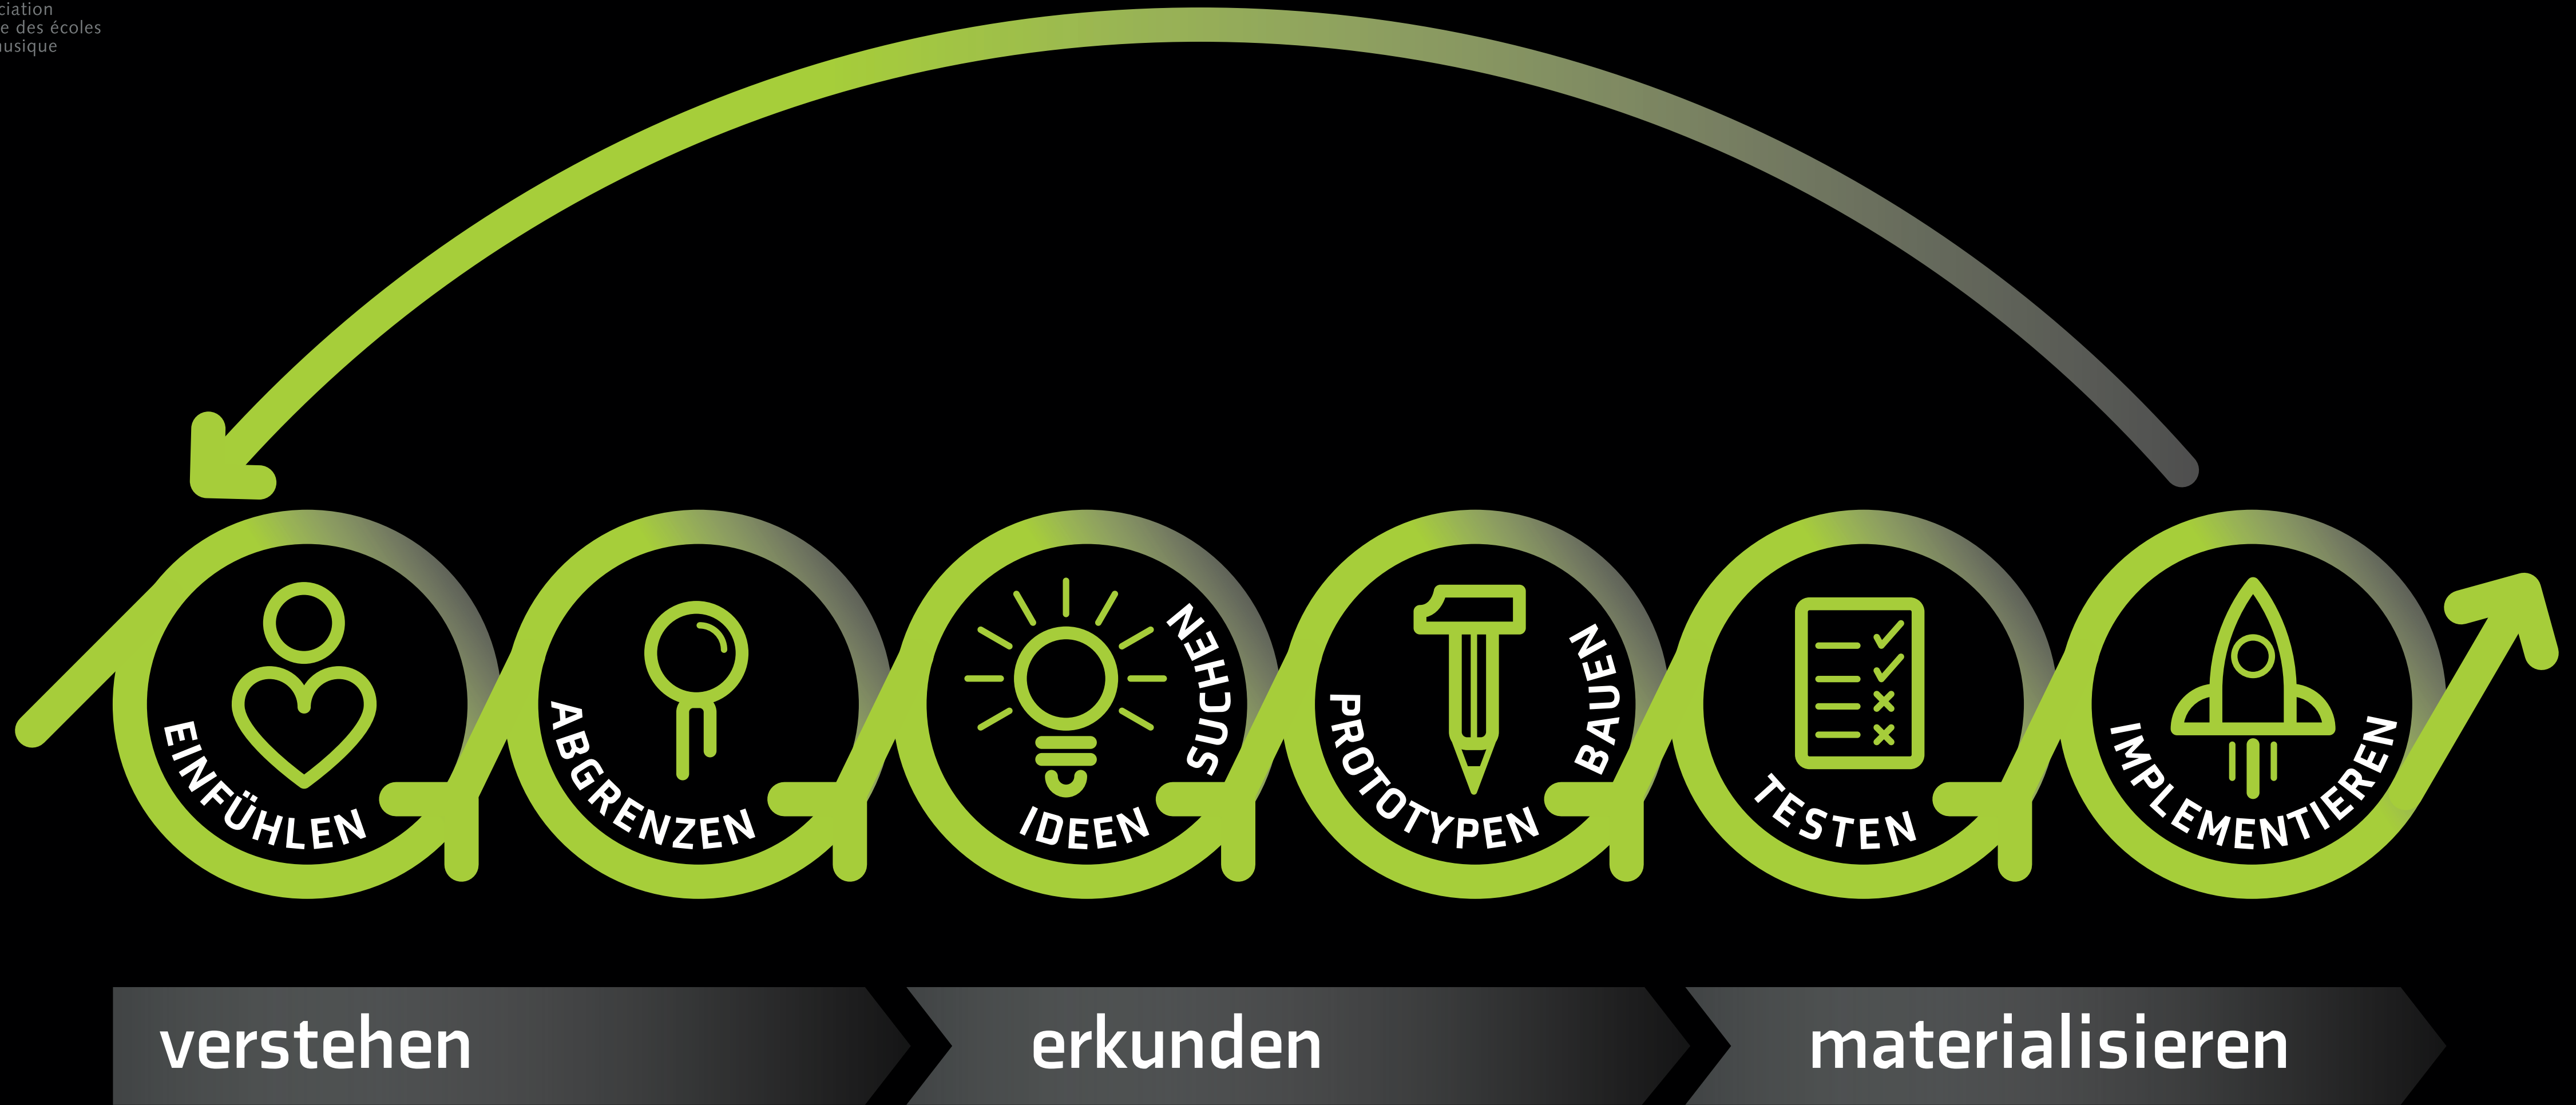 ciation
e des écoles
usique
EINFÜHLEN
ABGRENZEN
IDEEN SUCHEN
PROTOTYPEN BAUEN
TESTEN
IMPLEMENTIEREN
verstehen
erkunden
materialisieren